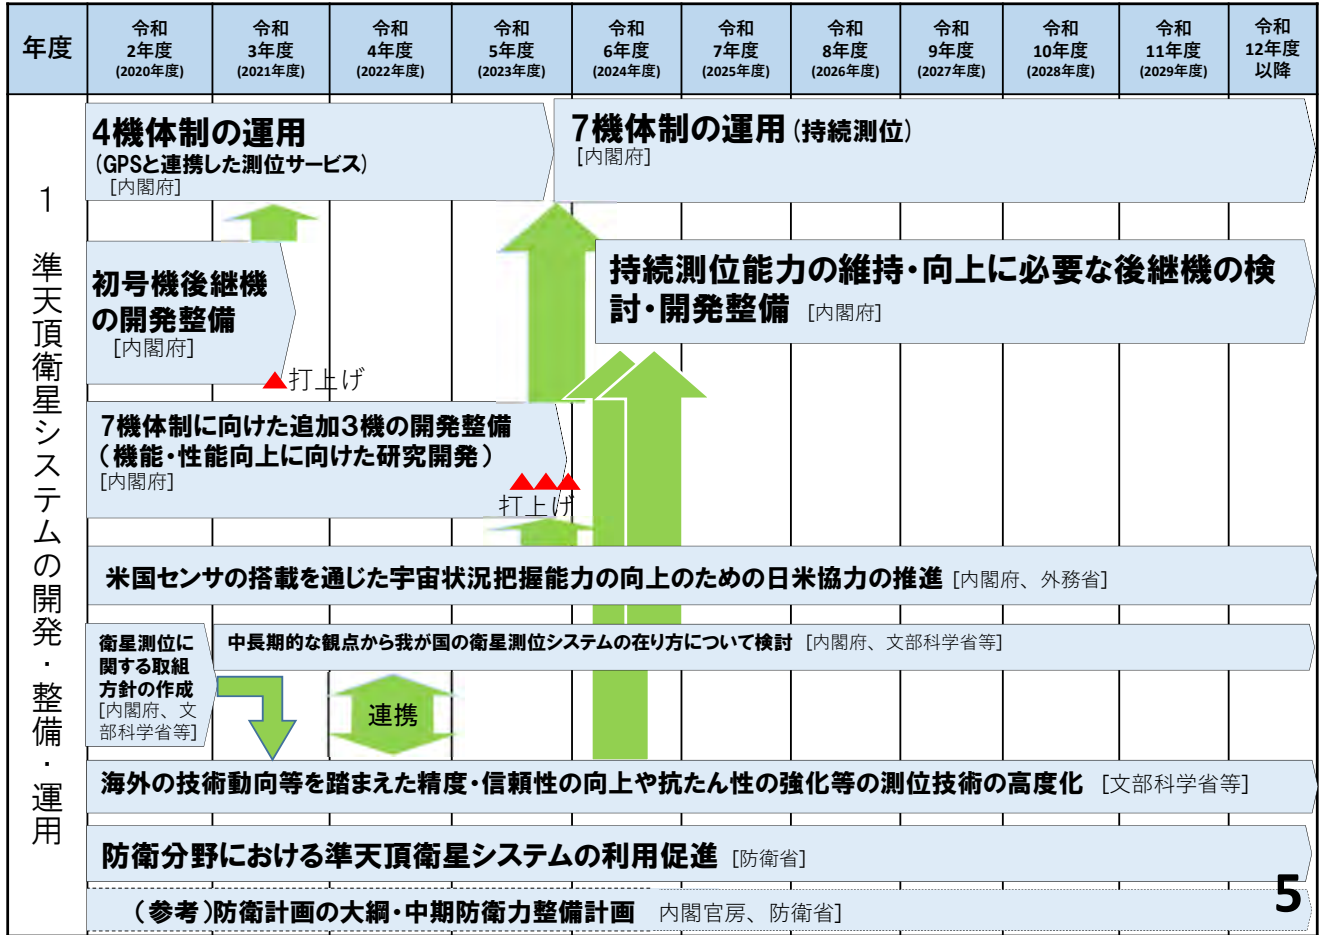 年度
令和
2年度
(2020年度)
令和
3年度
(2021年度)
令和
4年度
(2022年度)
令和
5年度
(2023年度)
令和
6年度
(2024年度)
令和
7年度
(2025年度)
令和
8年度
(2026年度)
令和
9年度
(2027年度)
令和
10年度
(2028年度)
令和
11年度
(2029年度)
令和
12年度
以降
1 準天頂衛星システムの開発・整備・運用
4機体制の運用
(GPSと連携した測位サービス)
[内閣府]
7機体制の運用(持続測位)
[内閣府]
初号機後継機
の開発整備
[内閣府]
▲打上げ
持続測位能力の維持・向上に必要な後継機の検
討・開発整備 [内閣府]
7機体制に向けた追加3機の開発整備
(機能・性能向上に向けた研究開発)
[内閣府]
▲▲▲
打上げ
米国センサの搭載を通じた宇宙状況把握能力の向上のための日米協力の推進 [内閣府、外務省]
衛星測位に
関する取組
方針の作成
[内閣府、文
部科学省等]
中長期的な観点から我が国の衛星測位システムの在り方について検討 [内閣府、文部科学省等]
連携
海外の技術動向等を踏まえた精度・信頼性の向上や抗たん性の強化等の測位技術の高度化 [文部科学省等]
防衛分野における準天頂衛星システムの利用促進 [防衛省]
(参考)防衛計画の大綱・中期防衛力整備計画 内閣官房、防衛省]
5